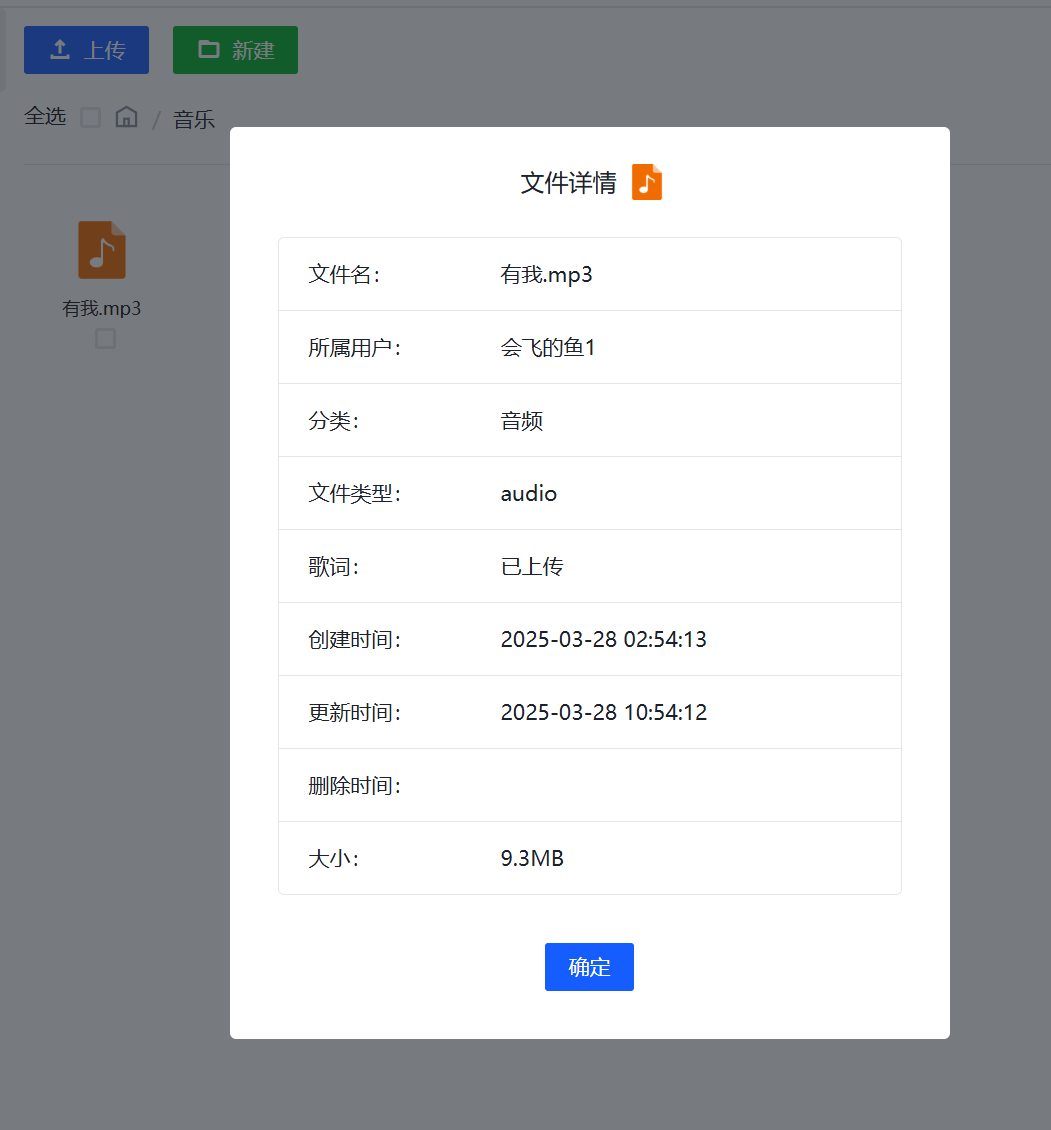 上传 新建
全选 / 音乐
有我.mp3
文件详情
文件名： 有我.mp3
所属用户： 会飞的鱼1
分类： 音频
文件类型： audio
歌词： 已上传
创建时间： 2025-03-28 02:54:13
更新时间： 2025-03-28 10:54:12
删除时间：
大小： 9.3MB
确定